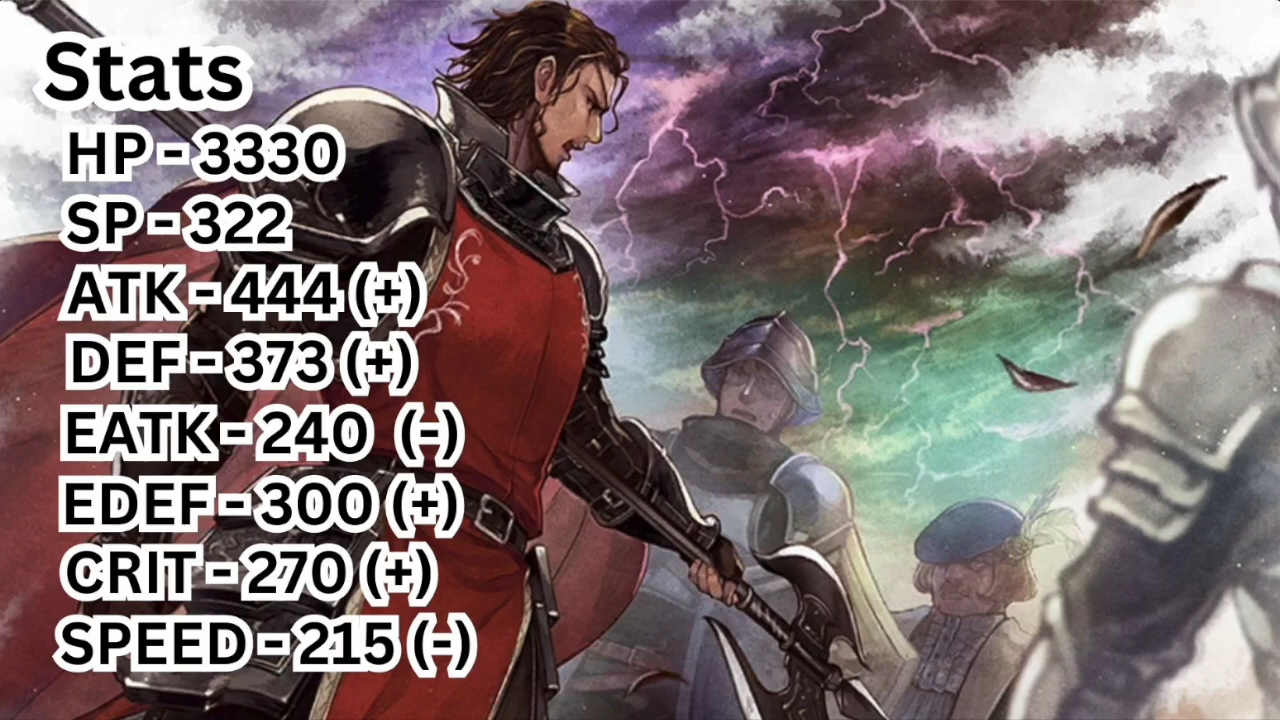 Stats
HP - 3330
SP - 322
ATK - 444 (+)
DEF - 373 (+)
EATK - 240 (-)
EDEF - 300 (+)
CRIT - 270 (+)
SPEED - 215 (-)